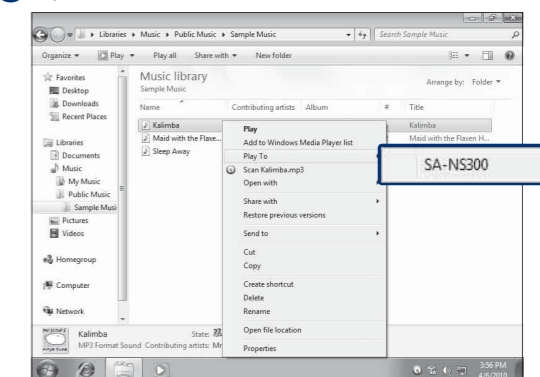 Libraries Music Public Music Sample Music
Search Sample Music
Organize Play Play all Share with New folder
Favorites
Desktop
Downloads
Recent Places
Libraries
Documents
Music
My Music
Public Music
Sample Musi
Pictures
Videos
Homegroup
Computer
Network
Music library
Sample Music
Arrange by: Folder
Name Contributing artists Album # Title
Kalimba Kalimba
Maid with the Flaxe... Maid with the Flaxen H...
Sleep Away
Play
Add to Windows Media Player list
Play To
Scan Kalimba.mp3
Open with
Share with
Restore previous versions
Send to
Cut
Copy
Create shortcut
Delete
Rename
Open file location
Properties
SA-NS300
Kalimba State:
MP3 Format Sound Contributing artists: Mr
3:56 PM
4/6/2010